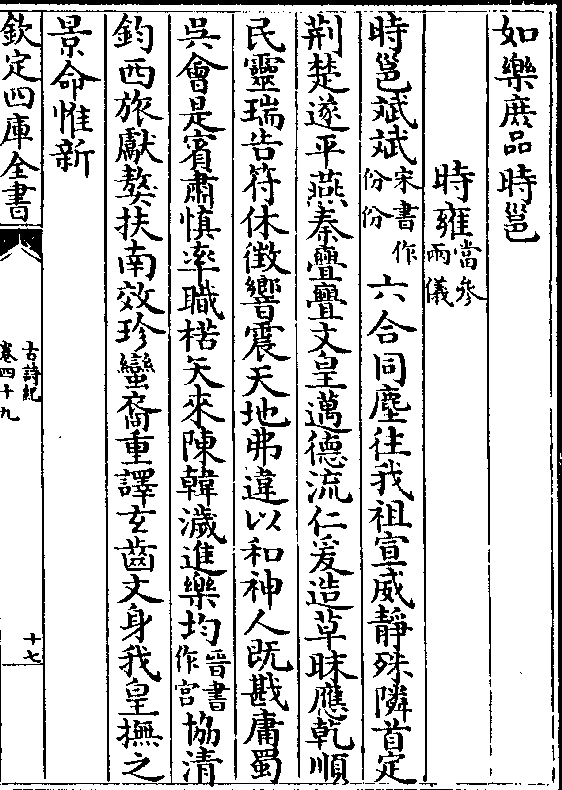 如樂庶品時邕
時雍當參兩儀
時邕斌斌宋書作份份六合同塵往我祖宣威靜殊隣首定
荆楚遂平燕秦亹亹文皇邁德流仁爰造草昧應乾順
民靈瑞告符休徵響震天地弗違以和神人既戡庸蜀
吳會是賓肅慎率職楛矢來陳韓濊進樂均晉書作宮協清
鈞西旅獻獒扶南效珍蠻裔重譯玄齒文身我皇撫之
景命惟新
欽定四庫全書
古詩紀
卷四十九
十七